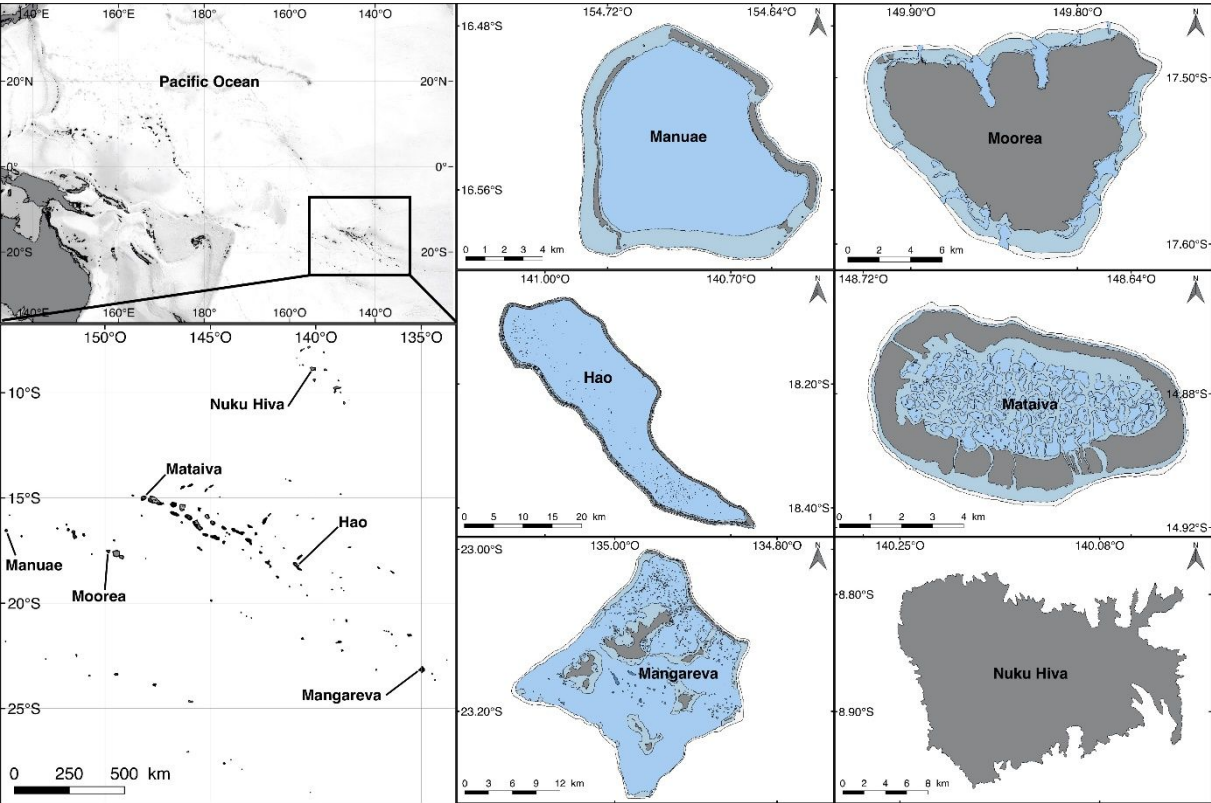 140°E 160°E 180° 160°O 140°O
Pacific Ocean
20°N 20°N
0° 0°
20°S 20°S
40°E 160°E 180° 160°O 140°O
150°O 145°O 140°O 135°O
10°S
Nuku Hiva
Mataiva
15°S
Hao
Manuae
Moorea
20°S
Mangareva
25°S
0 250 500 km
154.72°O 154.64°O
N
16.48°S
Manuae
16.56°S
0 1 2 3 4 km
149.90°O 149.80°O
N
17.50°S
Moorea
17.60°S
0 2 4 6 km
141.00°O 140.70°O
N
18.20°S
Hao
18.40°S
0 5 10 15 20 km
148.72°O 148.64°O
N
14.88°S
Mataiva
14.92°S
0 1 2 3 4 km
135.00°O 134.80°O
N
23.00°S
Mangareva
23.20°S
0 3 6 9 12 km
140.25°O 140.08°O
N
8.80°S
Nuku Hiva
8.90°S
0 2 4 6 8 km